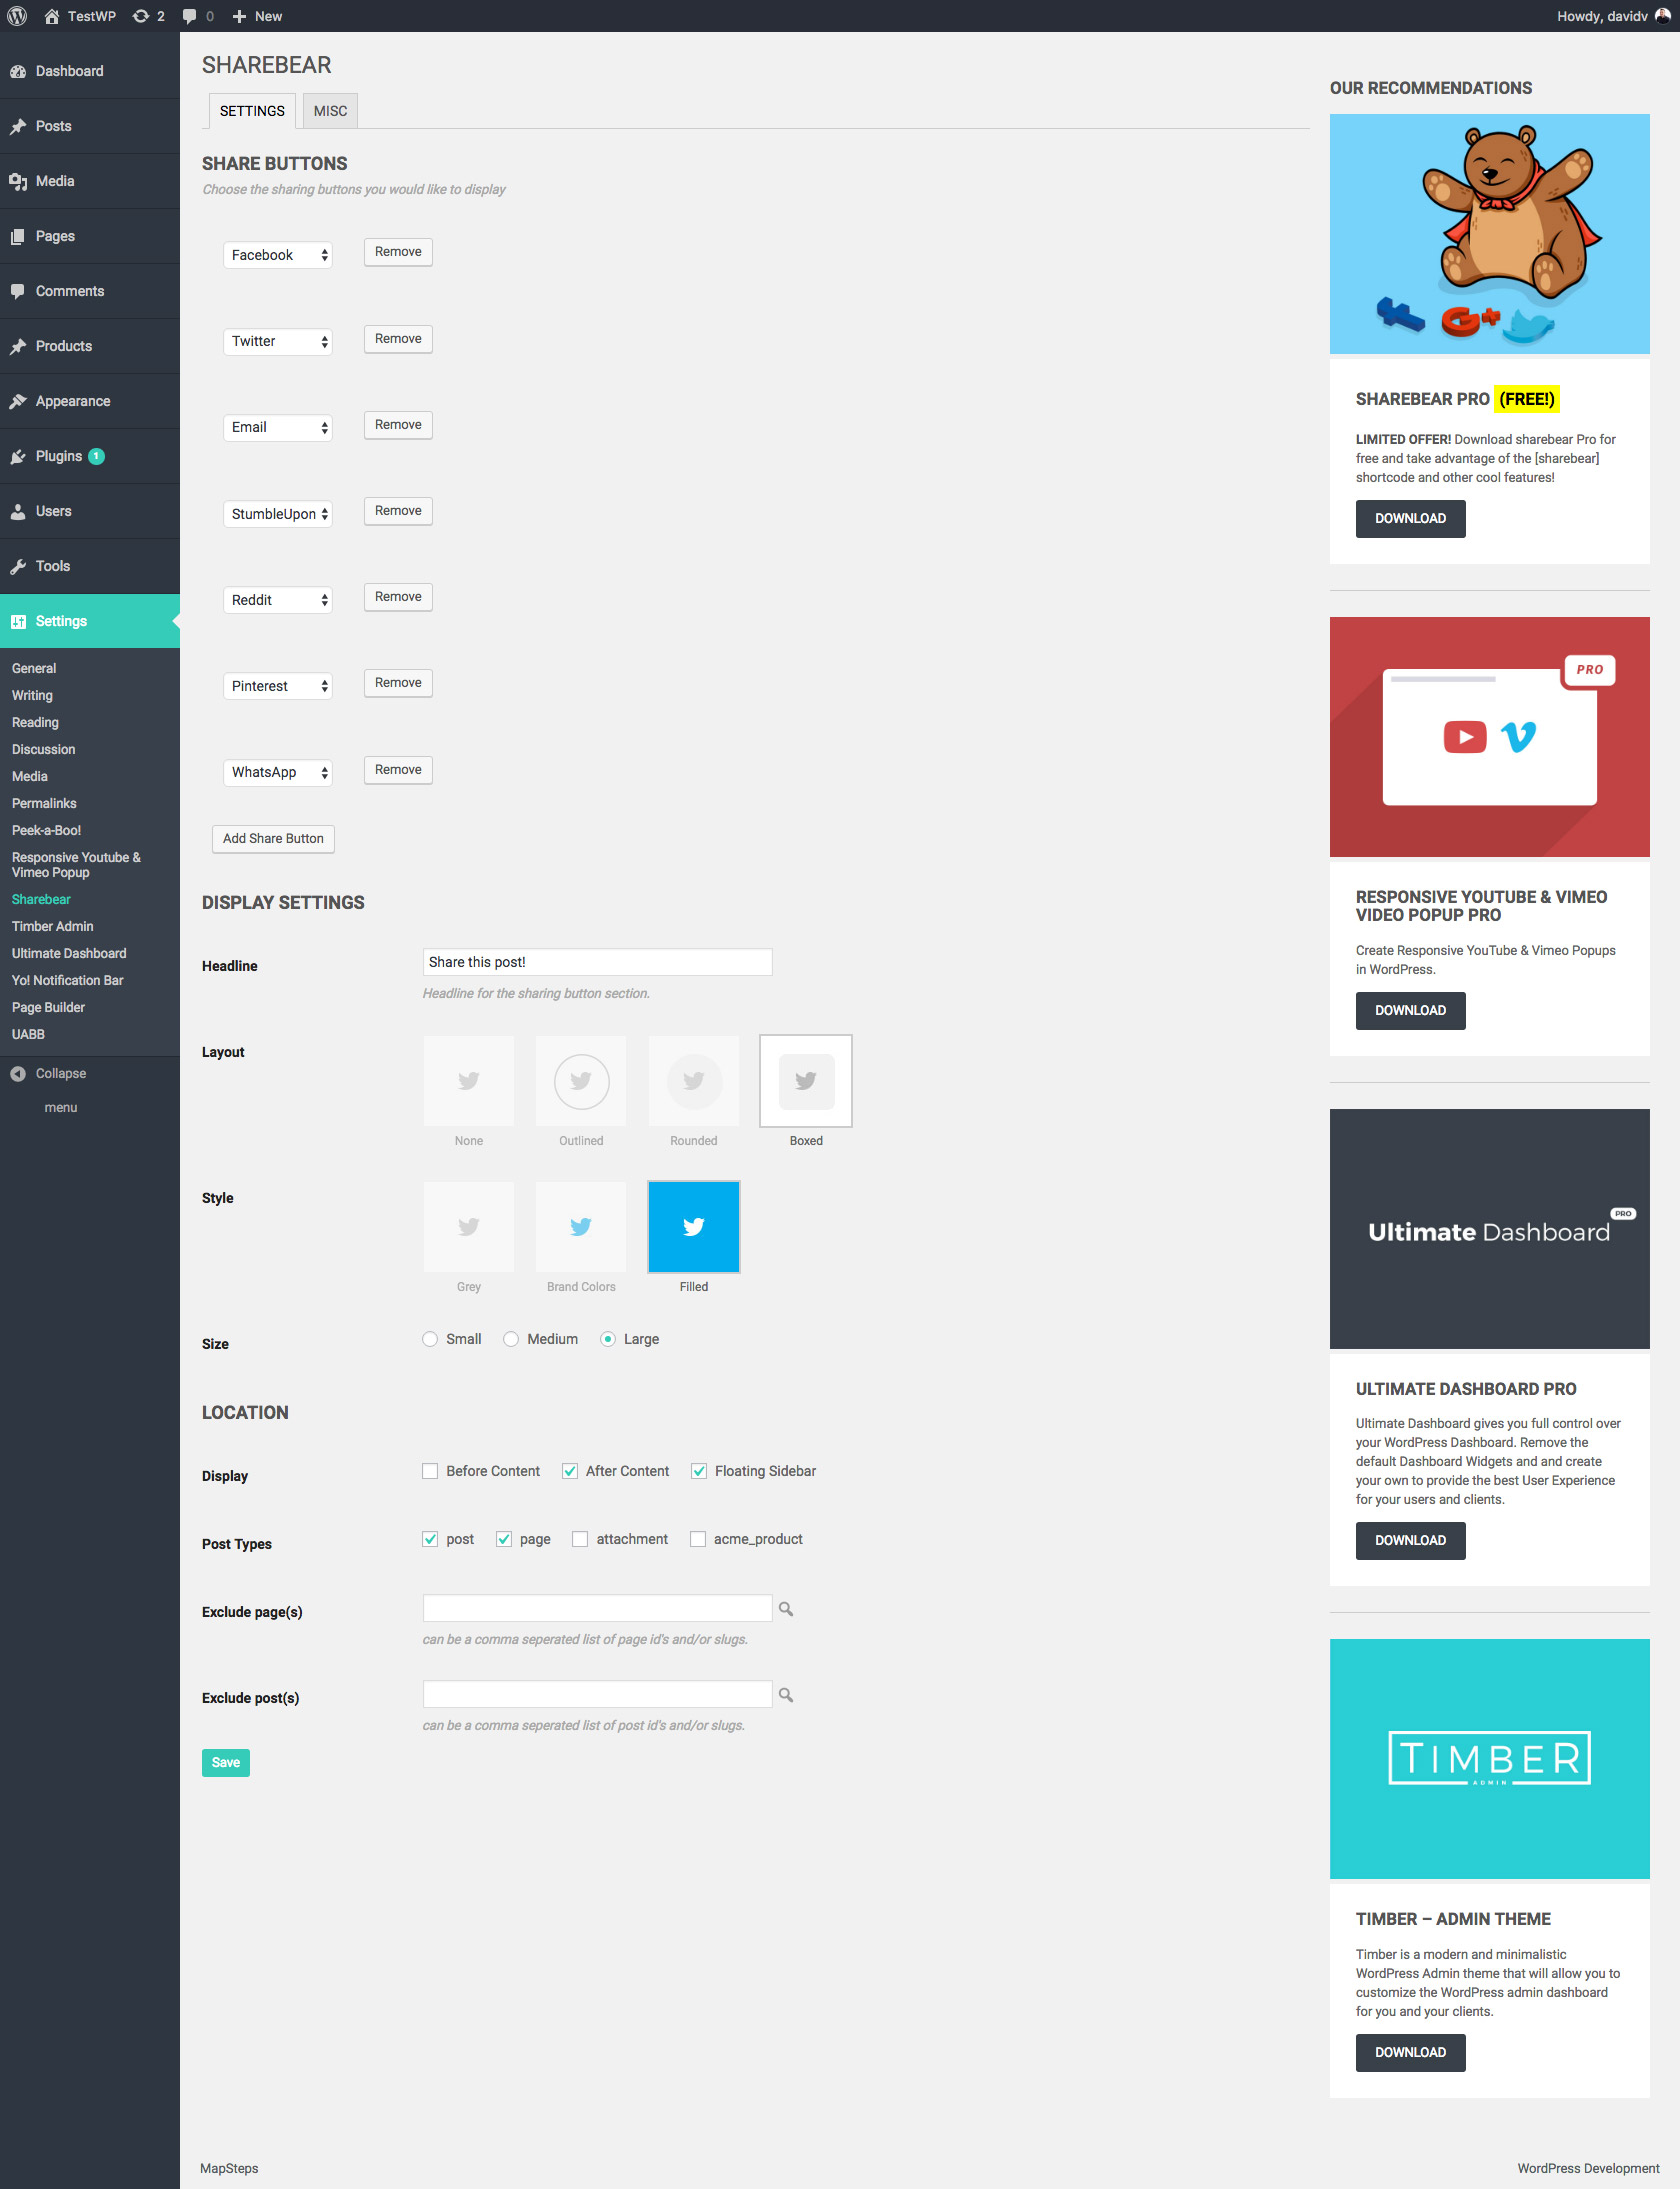 TestWP 2 0 New
Howdy, davidv
Dashboard
Posts
Media
Pages
Comments
Products
Appearance
Plugins 1
Users
Tools
Settings
General
Writing
Reading
Discussion
Media
Permalinks
Peek-a-Boo!
Responsive Youtube &
Vimeo Popup
Sharebear
Timber Admin
Ultimate Dashboard
Yo! Notification Bar
Page Builder
UABB
Collapse
menu
SHAREBEAR
SETTINGS MISC
SHARE BUTTONS
Choose the sharing buttons you would like to display
Facebook Remove
Twitter Remove
Email Remove
StumbleUpon Remove
Reddit Remove
Pinterest Remove
WhatsApp Remove
Add Share Button
DISPLAY SETTINGS
Headline Share this post!
Headline for the sharing button section.
Layout
None Outlined Rounded Boxed
Style
Grey Brand Colors Filled
Size Small Medium Large
LOCATION
Display Before Content After Content Floating Sidebar
Post Types post page attachment acme_product
Exclude page(s)
can be a comma seperated list of page id's and/or slugs.
Exclude post(s)
can be a comma seperated list of post id's and/or slugs.
Save
OUR RECOMMENDATIONS
G+
SHAREBEAR PRO (FREE!)
LIMITED OFFER! Download sharebear Pro for
free and take advantage of the [sharebear]
shortcode and other cool features!
DOWNLOAD
PRO
RESPONSIVE YOUTUBE & VIMEO
VIDEO POPUP PRO
Create Responsive YouTube & Vimeo Popups
in WordPress.
DOWNLOAD
PRO
Ultimate Dashboard
ULTIMATE DASHBOARD PRO
Ultimate Dashboard gives you full control over
your WordPress Dashboard. Remove the
default Dashboard Widgets and and create
your own to provide the best User Experience
for your users and clients.
DOWNLOAD
TIMBER
ADMIN
TIMBER – ADMIN THEME
Timber is a modern and minimalistic
WordPress Admin theme that will allow you to
customize the WordPress admin dashboard
for you and your clients.
DOWNLOAD
MapSteps
WordPress Development